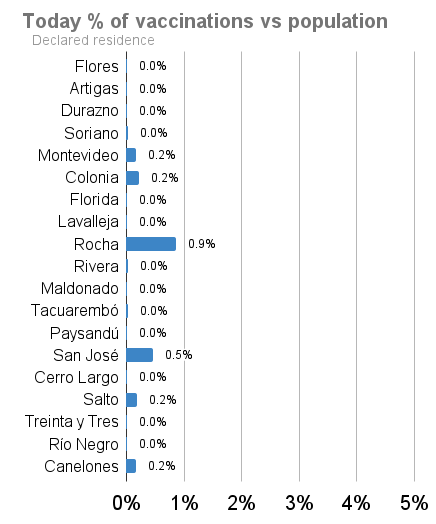 Today % of vaccinations vs population
Declared residence
Flores 0.0%
Artigas 0.0%
Durazno 0.0%
Soriano 0.0%
Montevideo 0.2%
Colonia 0.2%
Florida 0.0%
Lavalleja 0.0%
Rocha 0.9%
Rivera 0.0%
Maldonado 0.0%
Tacuarembó 0.0%
Paysandú 0.0%
San José 0.5%
Cerro Largo 0.0%
Salto 0.2%
Treinta y Tres 0.0%
Río Negro 0.0%
Canelones 0.2%
0% 1% 2% 3% 4% 5%